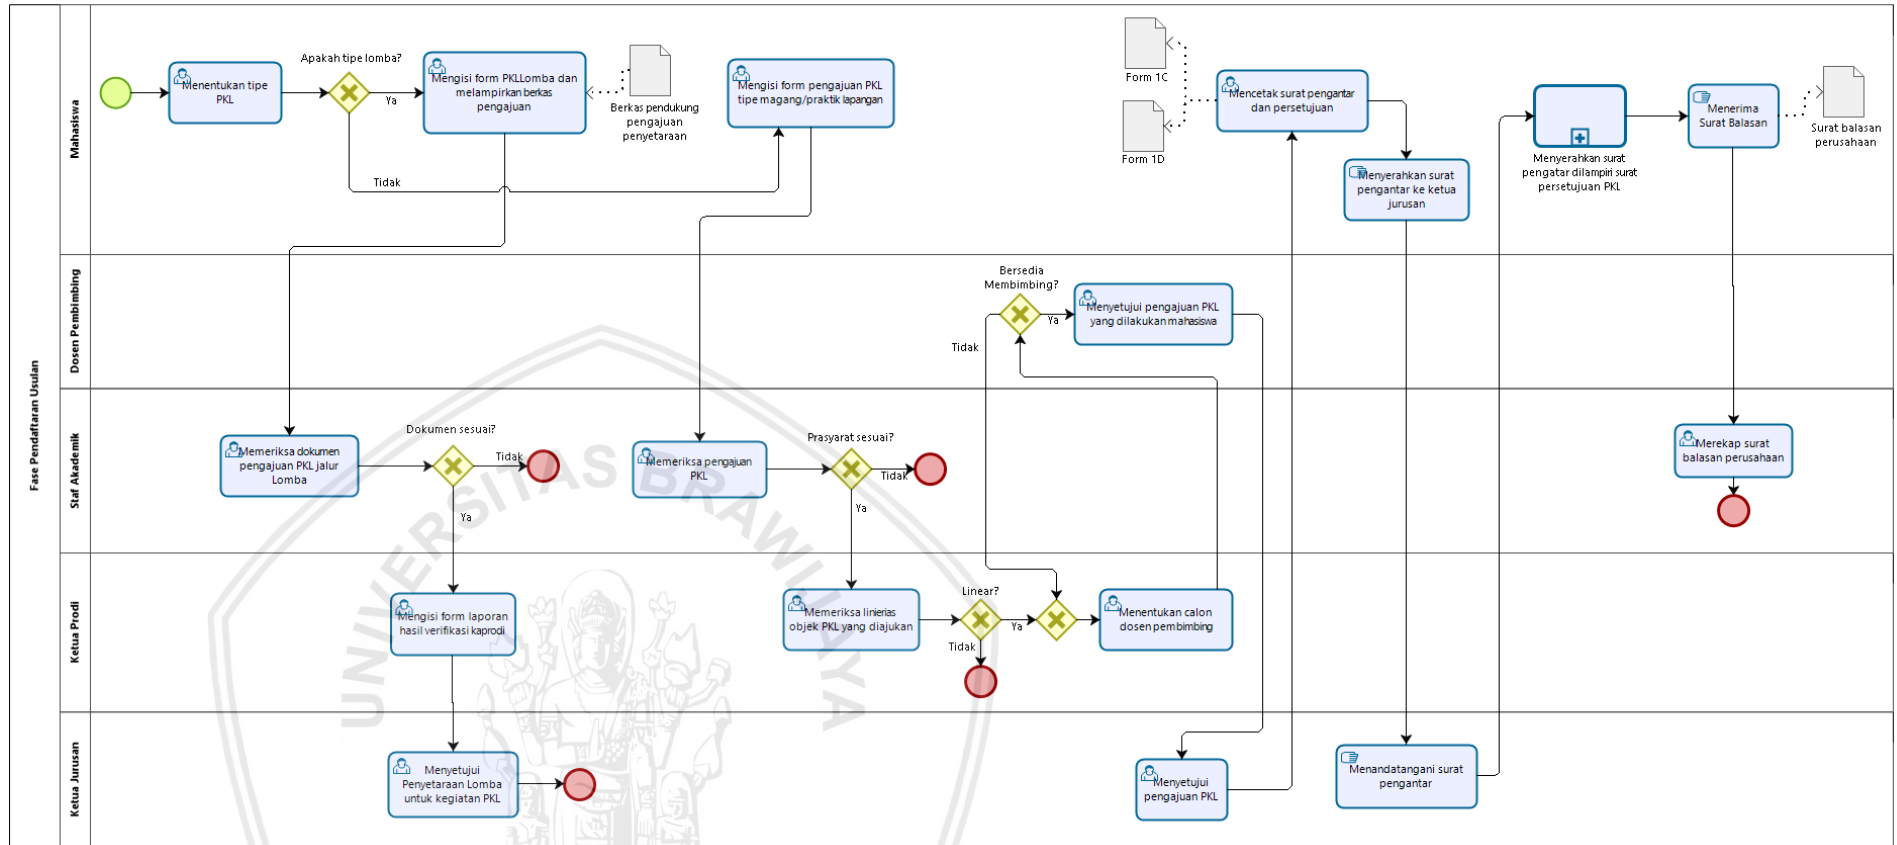 Fase Pendaftaran Usulan
Mahasiswa
Menentukan tipe
PKL
Apakah tipe lomba?
Ya
Tidak
Mengisi form PKLLomba dan
melampirkan berkas
pengajuan
Berkas pendukung
pengajuan
penyetaraan
Mengisi form pengajuan PKL
tipe magang/praktik lapangan
Form 1C
Form 1D
Mencetak surat pengantar
dan persetujuan
Menyerahkan surat
pengantar ke ketua
jurusan
Menyerahkan surat
pengatar dilampiri surat
persetujuan PKL
Menerima
Surat Balasan
Surat balasan
perusahaan
Dosen Pembimbing
Bersedia
Membimbing?
Ya
Tidak
Menyetujui pengajuan PKL
yang dilakukan mahasiswa
Staf Akademik
Memeriksa dokumen
pengajuan PKL jalur
Lomba
Dokumen sesuai?
Tidak
Ya
Memeriksa pengajuan
PKL
Prasyarat sesuai?
Tidak
Ya
Merekap surat
balasan perusahaan
Ketua Prodi
Mengisi form laporan
hasil verifikasi kaprodi
Memeriksa linierias
objek PKL yang diajukan
Linear?
Ya
Tidak
Menentukan calon
dosen pembimbing
Ketua Jurusan
Menyetujui
Penyetaraan Lomba
untuk kegiatan PKL
Menyetujui
pengajuan PKL
Menandatangani surat
pengantar
UNIVERSITAS BRAWIJAYA